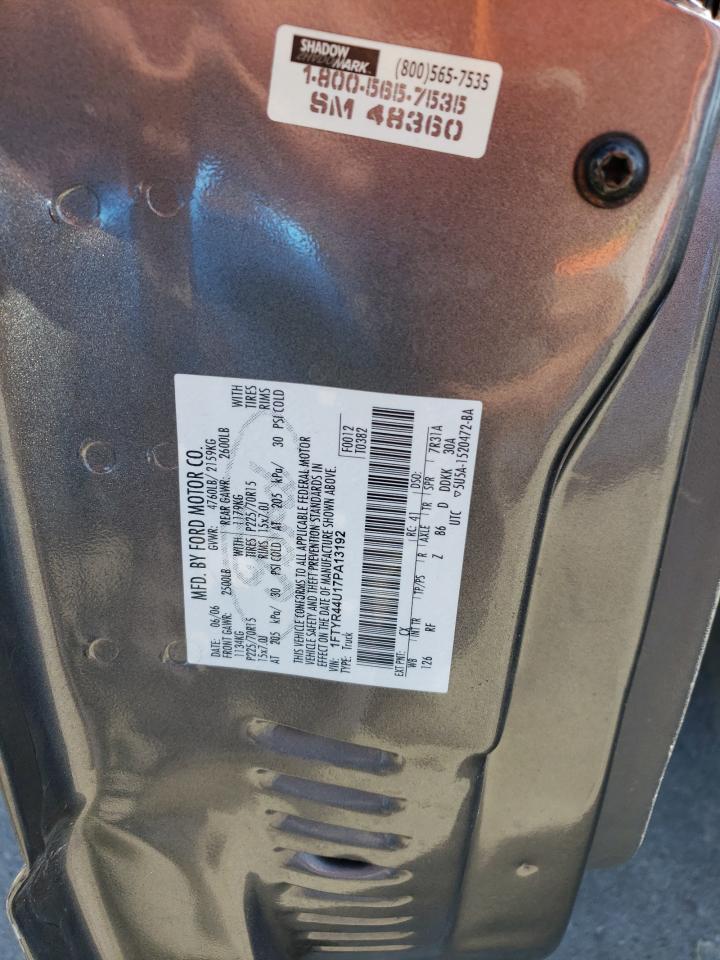 SHADOW
MARK
(800)565-7535
1-800-565-7535
SM 48360
MFD. BY FORD MOTOR CO.
DATE: 06/06 GVWR: 4760LB/ 2159KG
FRONT GAWR: 2500LB REAR GAWR: 2600LB WITH
1134KG WITH 1179KG TIRES
P225/70R15 TIRES P225/70R15 RIMS
15x7.0J RIMS 15x7.0J
AT 205 kPa/ 30 PSI COLD AT 205 kPa/ 30 PSI COLD
THIS VEHICLE CONFORMS TO ALL APPLICABLE FEDERAL MOTOR
VEHICLE SAFETY AND THEFT PREVENTION STANDARDS IN
EFFECT ON THE DATE OF MANUFACTURE SHOWN ABOVE.
VIN: 1FTYR44U17PA13192
TYPE: Truck
F0012
T0382
EXT PNT: CX RC: 41 DSO:
WB INT TR TP/PS R AXLE TR SPR 7R31A
126 RF Z 86 D DDKK 30A
UTC ▽5U5A-1520472-BA